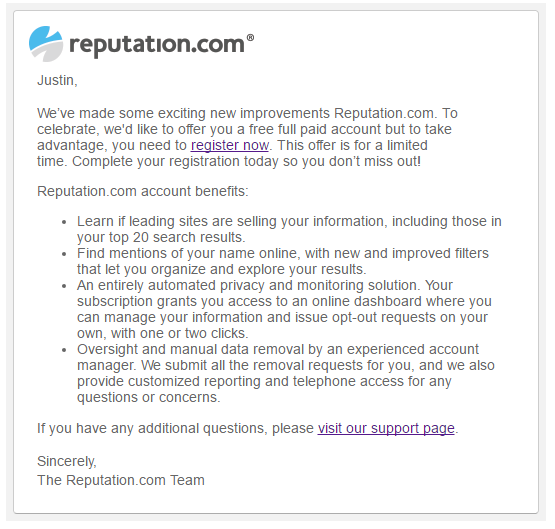 reputation.com®
Justin,
We've made some exciting new improvements Reputation.com. To
celebrate, we'd like to offer you a free full paid account but to take
advantage, you need to register now. This offer is for a limited
time. Complete your registration today so you don't miss out!
Reputation.com account benefits:
• Learn if leading sites are selling your information, including those in
your top 20 search results.
• Find mentions of your name online, with new and improved filters
that let you organize and explore your results.
• An entirely automated privacy and monitoring solution. Your
subscription grants you access to an online dashboard where you
can manage your information and issue opt-out requests on your
own, with one or two clicks.
• Oversight and manual data removal by an experienced account
manager. We submit all the removal requests for you, and we also
provide customized reporting and telephone access for any
questions or concerns.
If you have any additional questions, please visit our support page.
Sincerely,
The Reputation.com Team